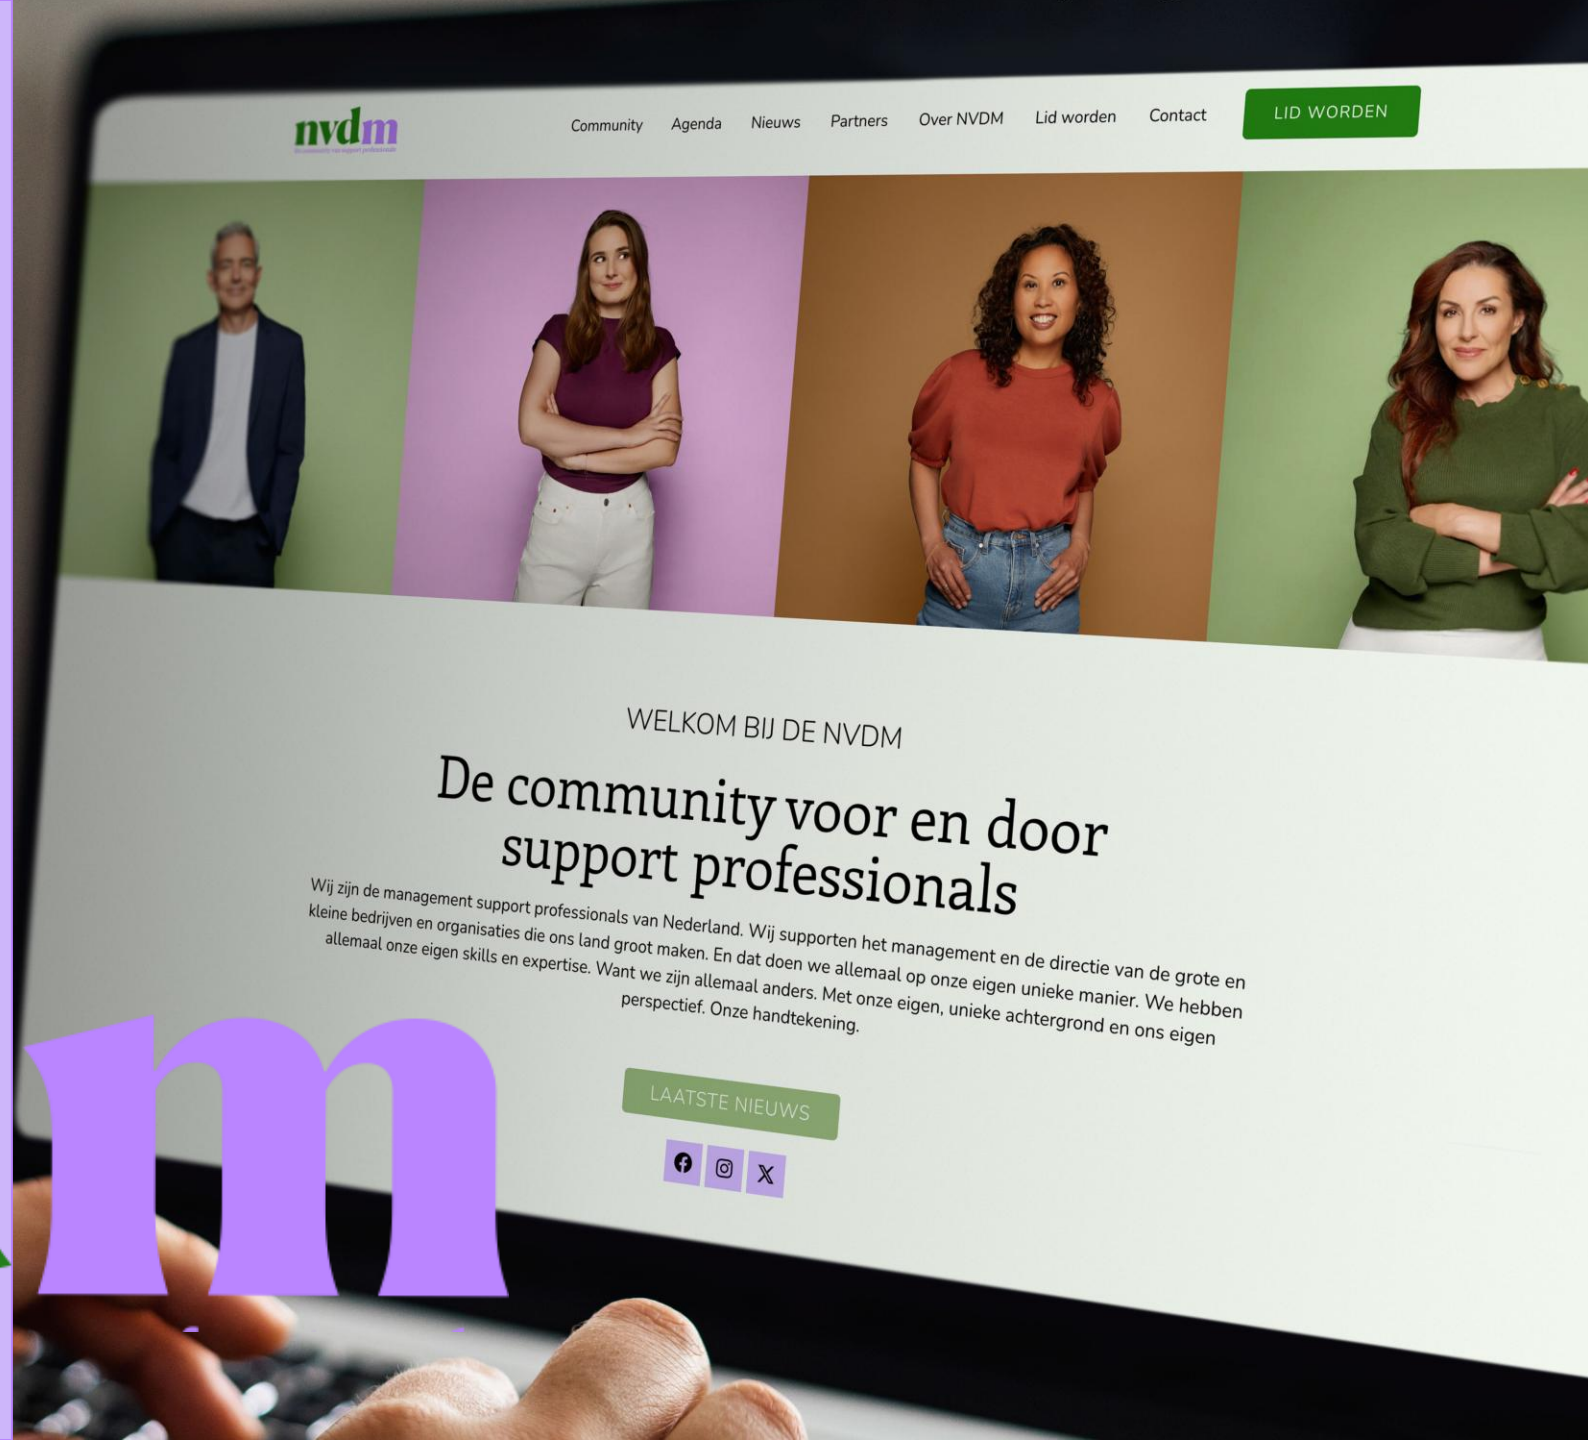 nvdm
Community Agenda Nieuws Partners Over NVDM Lid worden Contact LID WORDEN
WELKOM BIJ DE NVDM
De community voor en door
support professionals
Wij zijn de management support professionals van Nederland. Wij supporten het management en de directie van de grote en
kleine bedrijven en organisaties die ons land groot maken. En dat doen we allemaal op onze eigen unieke manier. We hebben
allemaal onze eigen skills en expertise. Want we zijn allemaal anders. Met onze eigen, unieke achtergrond en ons eigen
perspectief. Onze handtekening.
LAATSTE NIEUWS
m